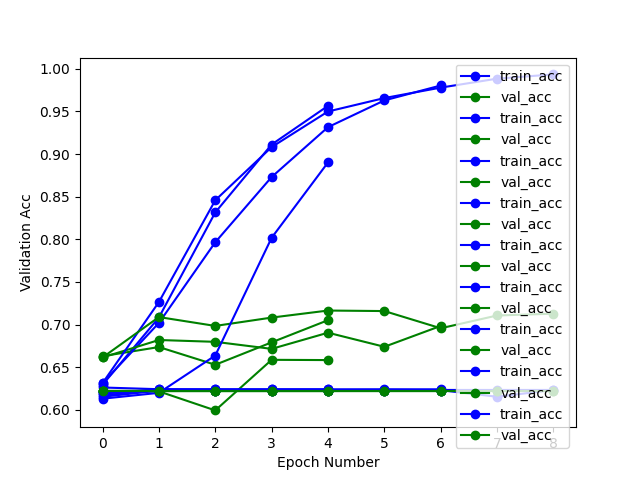 1.00
0.95
0.90
0.85
0.80
0.75
0.70
0.65
0.60
Validation Acc
0 1 2 3 4 5 6 7 8
Epoch Number
train_acc
val_acc
train_acc
val_acc
train_acc
val_acc
train_acc
val_acc
train_acc
val_acc
train_acc
val_acc
train_acc
val_acc
train_acc
val_acc
train_acc
val_acc